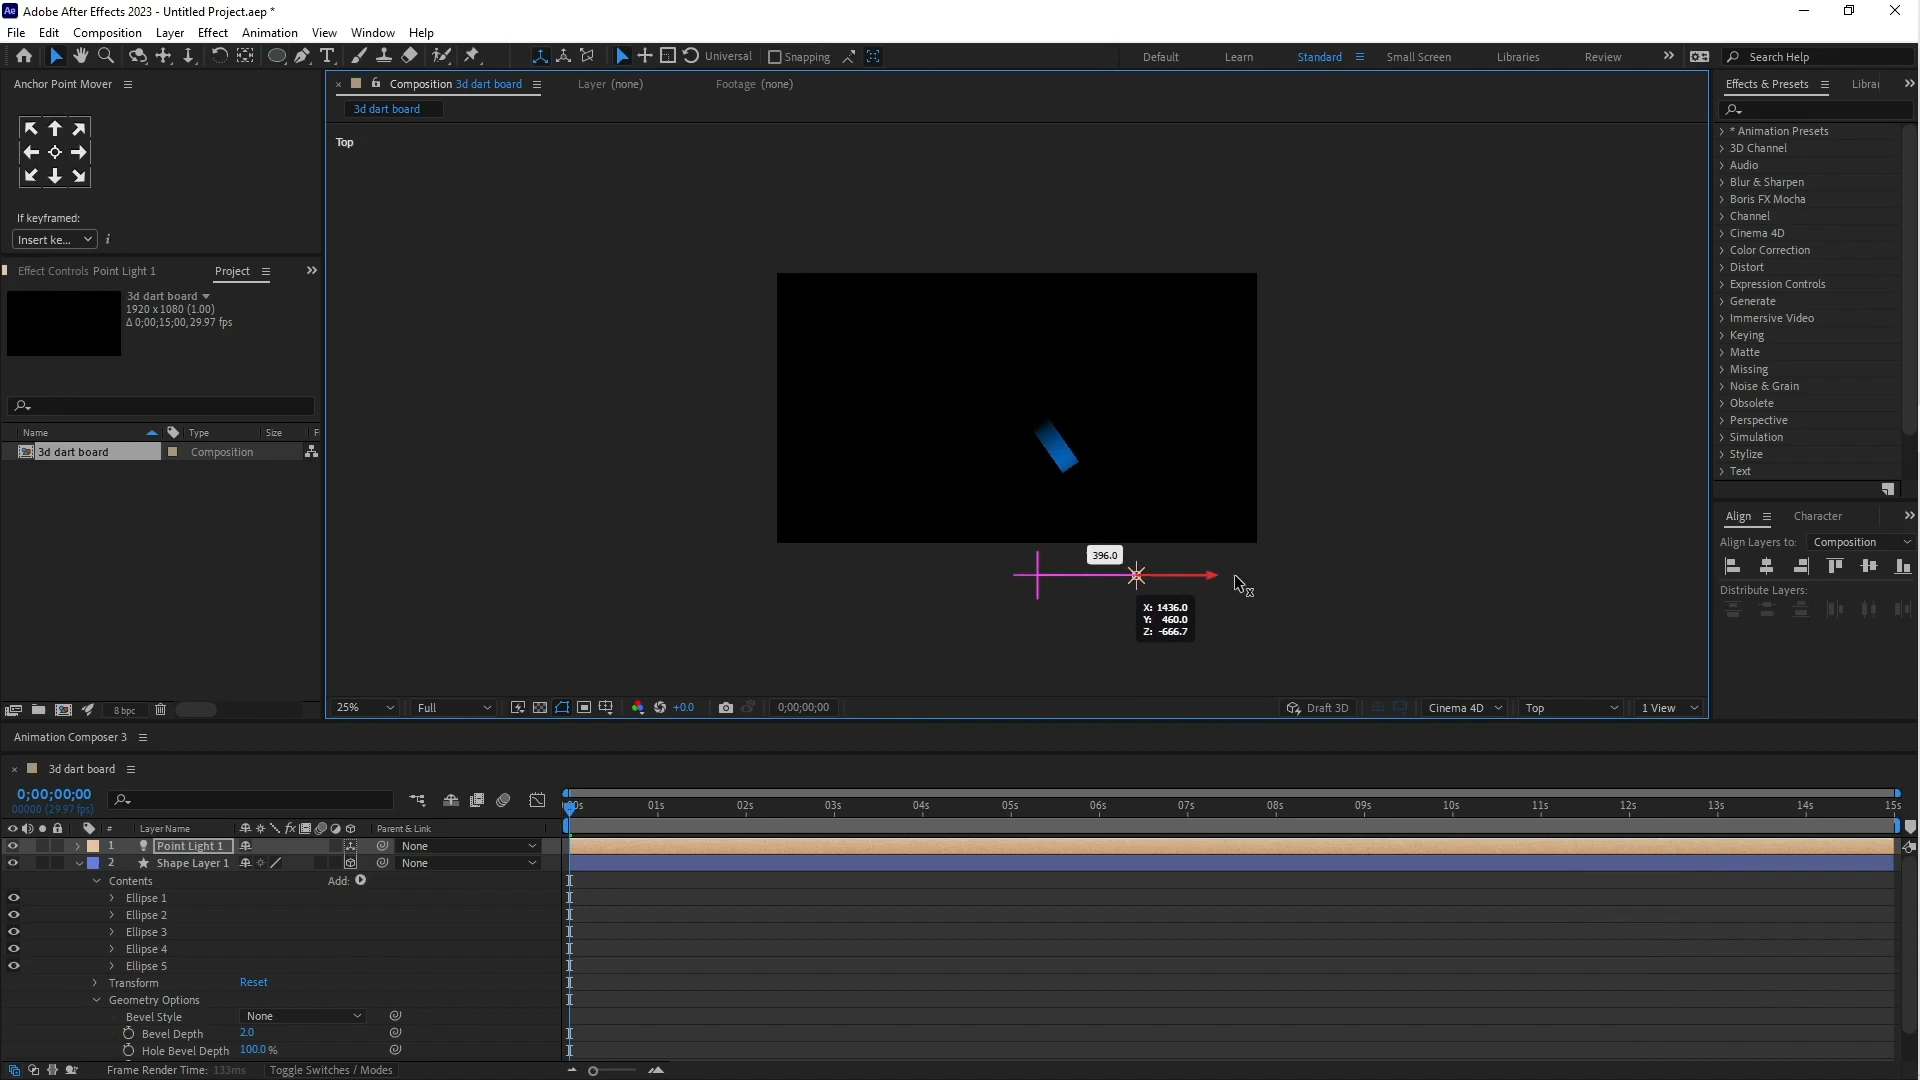 Ae Adobe After Effects 2023 - Untitled Project.aep *
File Edit Composition Layer Effect Animation View Window Help
Universal Snapping Default Learn Standard Small Screen Libraries Review Search Help
Anchor Point Mover
If keyframed:
Insert ke...
Effect Controls Point Light 1 Project
3d dart board
1920 x 1080 (1.00)
Δ 0;00;15;00, 29.97 fps
Name Type Size F
3d dart board Composition
8 bpc
Composition 3d dart board Layer (none) Footage (none)
3d dart board
Top
396.0
X: 1436.0
Y: 460.0
Z: -666.7
25% Full +0.0 0;00;00;00 Draft 3D Cinema 4D Top 1 View
Effects & Presets Librar
* Animation Presets
3D Channel
Audio
Blur & Sharpen
Boris FX Mocha
Channel
Cinema 4D
Color Correction
Distort
Expression Controls
Generate
Immersive Video
Keying
Matte
Missing
Noise & Grain
Obsolete
Perspective
Simulation
Stylize
Text
Align Character
Align Layers to: Composition
Distribute Layers:
Animation Composer 3
3d dart board
0;00;00;00
00000 (29.97 fps)
01s 02s 03s 04s 05s 06s 07s 08s 09s 10s 11s 12s 13s 14s 15s
# Layer Name fx Parent & Link
1 Point Light 1 None
2 Shape Layer 1 None
Contents Add:
Ellipse 1
Ellipse 2
Ellipse 3
Ellipse 4
Ellipse 5
Transform Reset
Geometry Options
Bevel Style None
Bevel Depth 2.0
Hole Bevel Depth 100.0 %
Frame Render Time: 133ms Toggle Switches / Modes